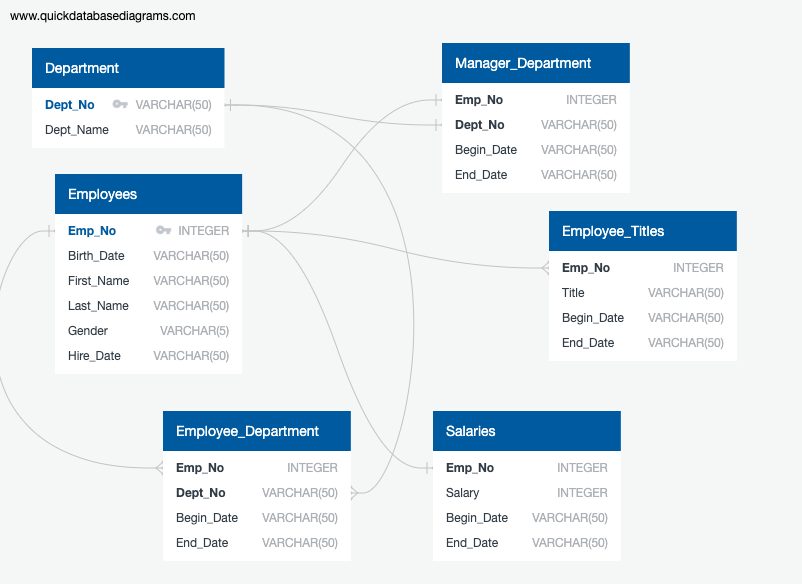 www.quickdatabasediagrams.com
Department
Dept_No VARCHAR(50)
Dept_Name VARCHAR(50)
Manager_Department
Emp_No INTEGER
Dept_No VARCHAR(50)
Begin_Date VARCHAR(50)
End_Date VARCHAR(50)
Employees
Emp_No INTEGER
Birth_Date VARCHAR(50)
First_Name VARCHAR(50)
Last_Name VARCHAR(50)
Gender VARCHAR(5)
Hire_Date VARCHAR(50)
Employee_Titles
Emp_No INTEGER
Title VARCHAR(50)
Begin_Date VARCHAR(50)
End_Date VARCHAR(50)
Employee_Department
Emp_No INTEGER
Dept_No VARCHAR(50)
Begin_Date VARCHAR(50)
End_Date VARCHAR(50)
Salaries
Emp_No INTEGER
Salary INTEGER
Begin_Date VARCHAR(50)
End_Date VARCHAR(50)